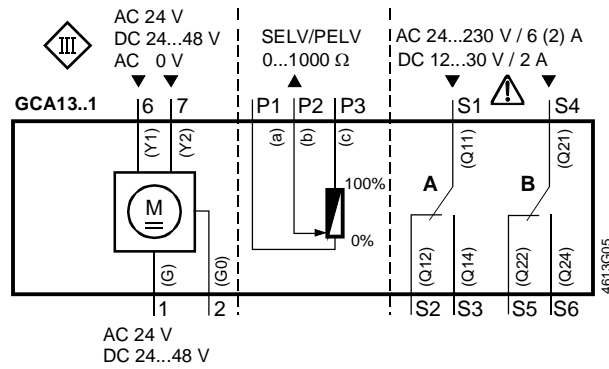 III
AC 24 V
DC 24...48 V
AC 0 V
SELV/PELV
0...1000 Ω
AC 24...230 V / 6 (2) A
DC 12...30 V / 2 A
GCA13..1
6 7 P1 P2 P3 S1 S4
(Y1) (Y2) (a) (b) (c) (Q11) (Q21)
A B
100%
M
0%
(G) (G0) (Q12) (Q14) (Q22) (Q24)
1 2 S2 S3 S5 S6
AC 24 V
DC 24...48 V
4613G05